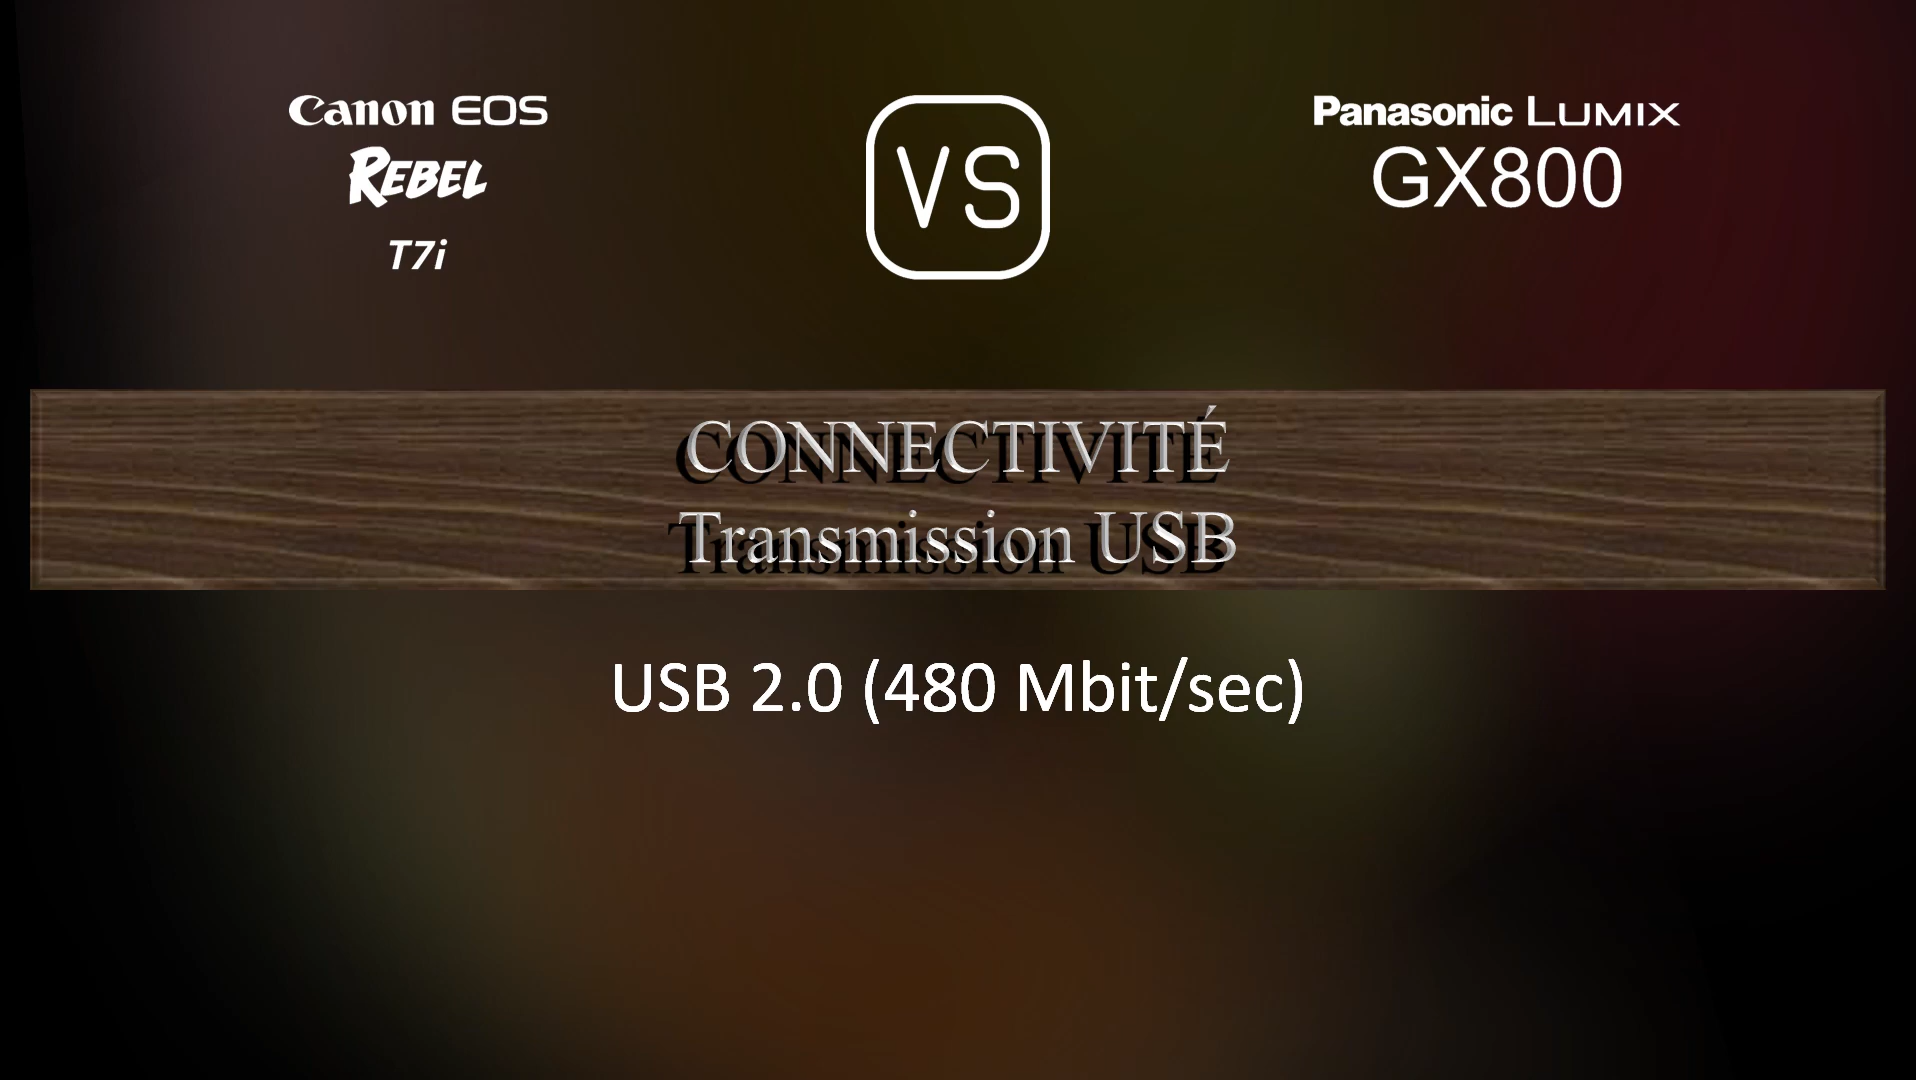 Canon EOS
REBEL
T7i
VS
Panasonic LUMIX
GX800
CONNECTIVITÉ
Transmission USB
USB 2.0 (480 Mbit/sec)